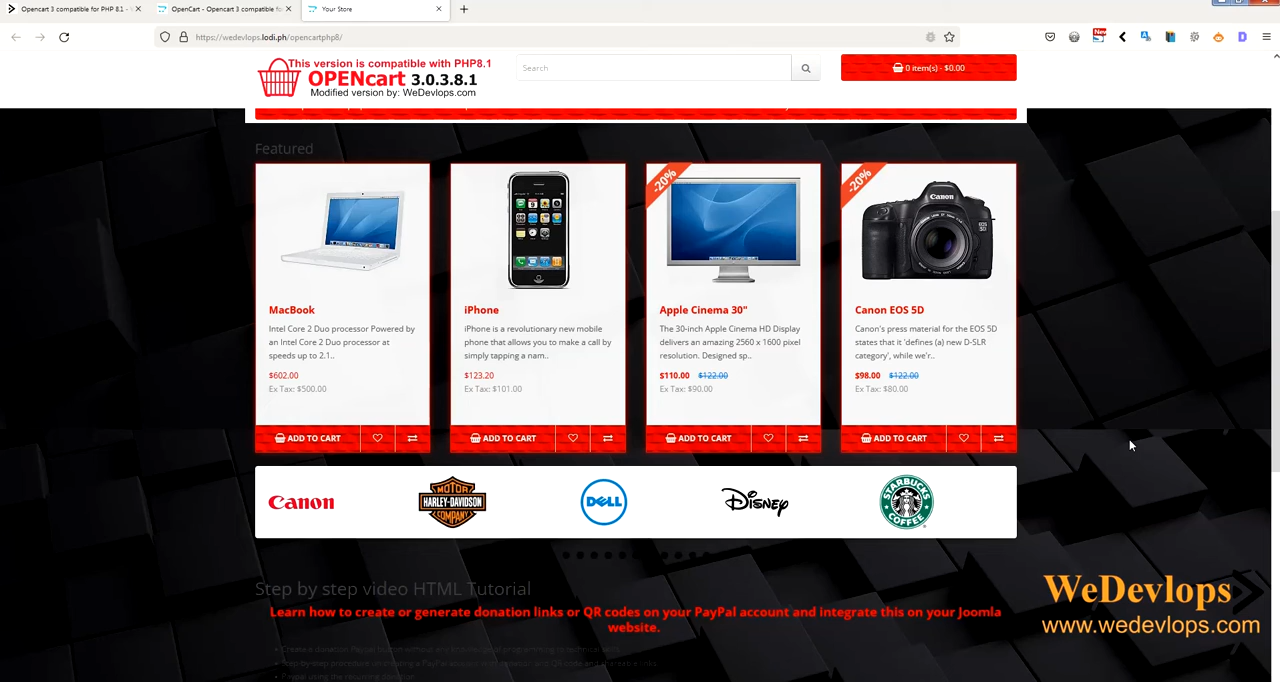 Opencart 3 compatible for PHP 8.1 -
OpenCart - Opencart 3 compatible fo
Your Store
https://wedevlops.lodi.ph/opencartphp8/
New
This version is compatible with PHP8.1
OPENcart 3.0.3.8.1
Modified version by: WeDevlops.com
Search
0 item(s) - $0.00
Featured
-20%
-20%
Canon
MacBook
iPhone
Apple Cinema 30"
Canon EOS 5D
Intel Core 2 Duo processor Powered by
an Intel Core 2 Duo processor at
speeds up to 2.1..
iPhone is a revolutionary new mobile
phone that allows you to make a call by
simply tapping a nam..
The 30-inch Apple Cinema HD Display
delivers an amazing 2560 x 1600 pixel
resolution. Designed sp..
Canon's press material for the EOS 5D
states that it 'defines (a) new D-SLR
category', while we'r..
$602.00
Ex Tax: $500.00
$123.20
Ex Tax: $101.00
$110.00 $122.00
Ex Tax: $90.00
$98.00 $122.00
Ex Tax: $80.00
ADD TO CART
ADD TO CART
ADD TO CART
ADD TO CART
Canon
MOTOR
HARLEY-DAVIDSON
COMPANY
DELL
Disney
STARBUCKS
COFFEE
Step by step video HTML Tutorial
Learn how to create or generate donation links or QR codes on your PayPal account and integrate this on your Joomla
website.
WeDevlops
www.wedevlops.com